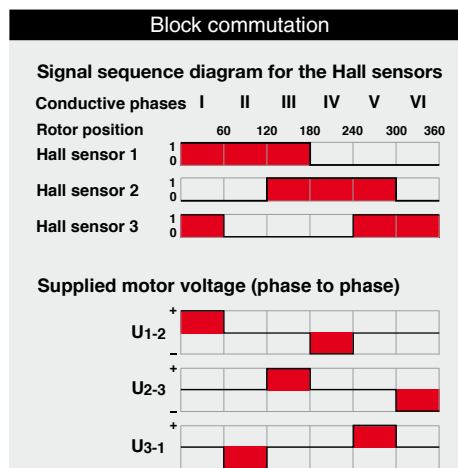 Block commutation
Signal sequence diagram for the Hall sensors
Conductive phases I II III IV V VI
Rotor position 60 120 180 240 300 360
Hall sensor 1 1 0
Hall sensor 2 1 0
Hall sensor 3 1 0
Supplied motor voltage (phase to phase)
U1-2 + –
U2-3 + –
U3-1 +